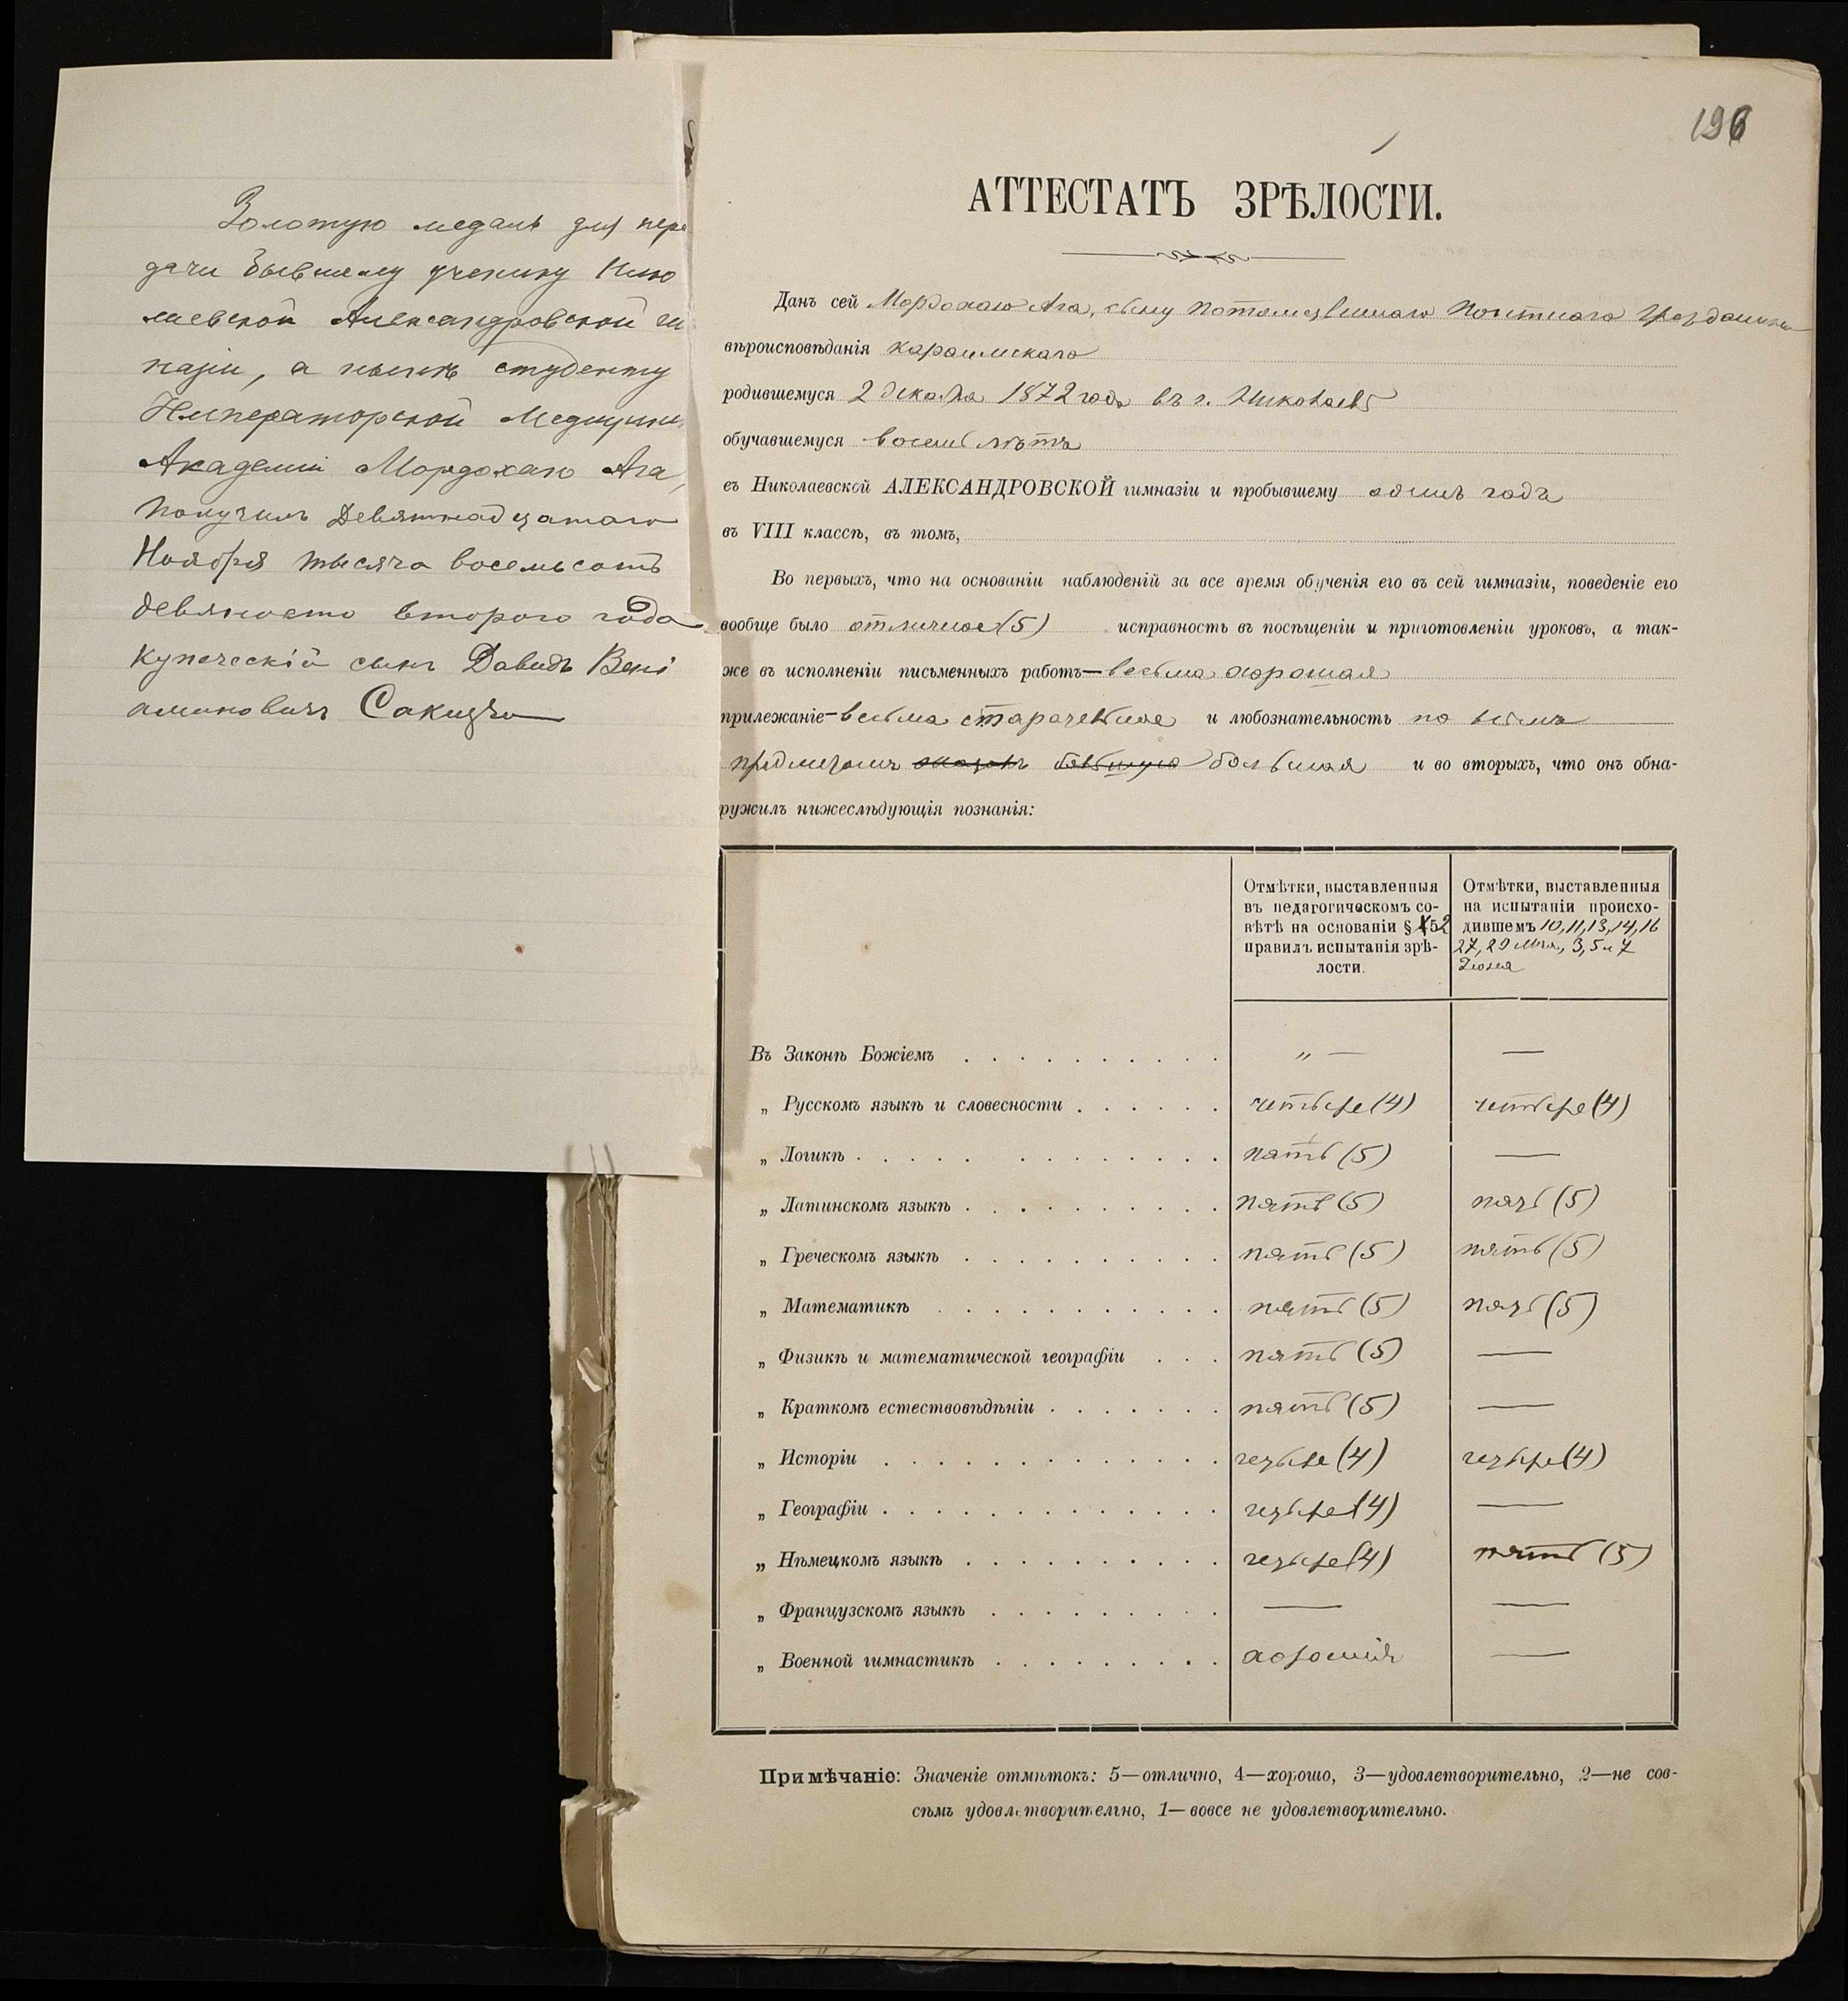 Золотую медаль для пере
дачи бывшему ученику Нико
лаевской Александровской ги
назіи, а нынѣ студенту
Императорской Медицин
Академіи Мордохаю Ага,
получилъ Девятнадцатаго
Ноября тысяча восемьсотъ
девяносто второго года
купеческій сынъ Давидъ Вені
аминовичъ Сакизчи
196
АТТЕСТАТЪ ЗРѢЛОСТИ.
Данъ сей Мордохаю Ага, сыну Потомственнаго Почетнаго Гражданина
вѣроисповѣданія караимскаго
родившемуся 2 декабря 1872 года въ г. Николаевѣ
обучавшемуся восемь лѣтъ
въ Николаевской АЛЕКСАНДРОВСКОЙ гимназіи и пробывшему одинъ годъ
въ VIII классѣ, въ томъ,
Во первыхъ, что на основаніи наблюденій за все время обученія его въ сей гимназіи, поведеніе его
вообще было отличное (5) исправность въ посѣщеніи и приготовленіи уроковъ, а так-
же въ исполненіи письменныхъ работъ— весьма хорошая
прилежаніе— весьма старательное и любознательность по всѣмъ
предметамъ большая и во вторыхъ, что онъ обна-
ружилъ нижеслѣдующія познанія:
Отмѣтки, выставленныя
въ педагогическомъ со-
вѣтѣ на основаніи § 52
правилъ испытанія зрѣ-
лости.
Отмѣтки, выставленныя
на испытаніи происхо-
дившемъ 10, 11, 13, 14, 16
27, 29 Мая, 3, 5 и 7
Іюня
Въ Законѣ Божіемъ . . . . . . . . . . „ — —
„ Русскомъ языкѣ и словесности . . . . . . четыре (4) четыре (4)
„ Логикѣ . . . . . . . . . . . . . пять (5) —
„ Латинскомъ языкѣ . . . . . . . . . . пять (5) пять (5)
„ Греческомъ языкѣ . . . . . . . . . . пять (5) пять (5)
„ Математикѣ . . . . . . . . . . . пять (5) пять (5)
„ Физикѣ и математической географіи . . . пять (5) —
„ Краткомъ естествовѣдѣніи . . . . . . . пять (5) —
„ Исторіи . . . . . . . . . . . . . четыре (4) четыре (4)
„ Географіи . . . . . . . . . . . . . четыре (4) —
„ Нѣмецкомъ языкѣ . . . . . . . . . . четыре (4) пять (5)
„ Французскомъ языкѣ . . . . . . . . . — —
„ Военной гимнастикѣ . . . . . . . . . хорошія —
Примѣчаніе: Значеніе отмѣтокъ: 5—отлично, 4—хорошо, 3—удовлетворительно, 2—не сов-
сѣмъ удовлетворительно, 1—вовсе не удовлетворительно.